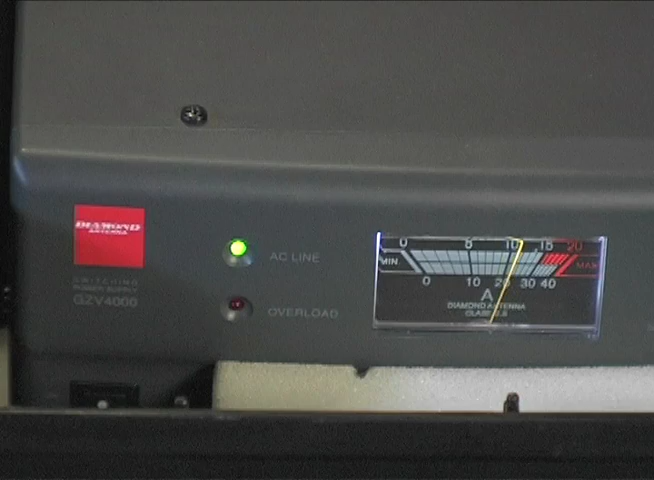 DIAMOND
ANTENNA
SWITCHING
POWER SUPPLY
GZV4000
AC LINE
OVERLOAD
0 5 10 15 20
MIN MAX
0 10 20 30 40
A
DIAMOND ANTENNA